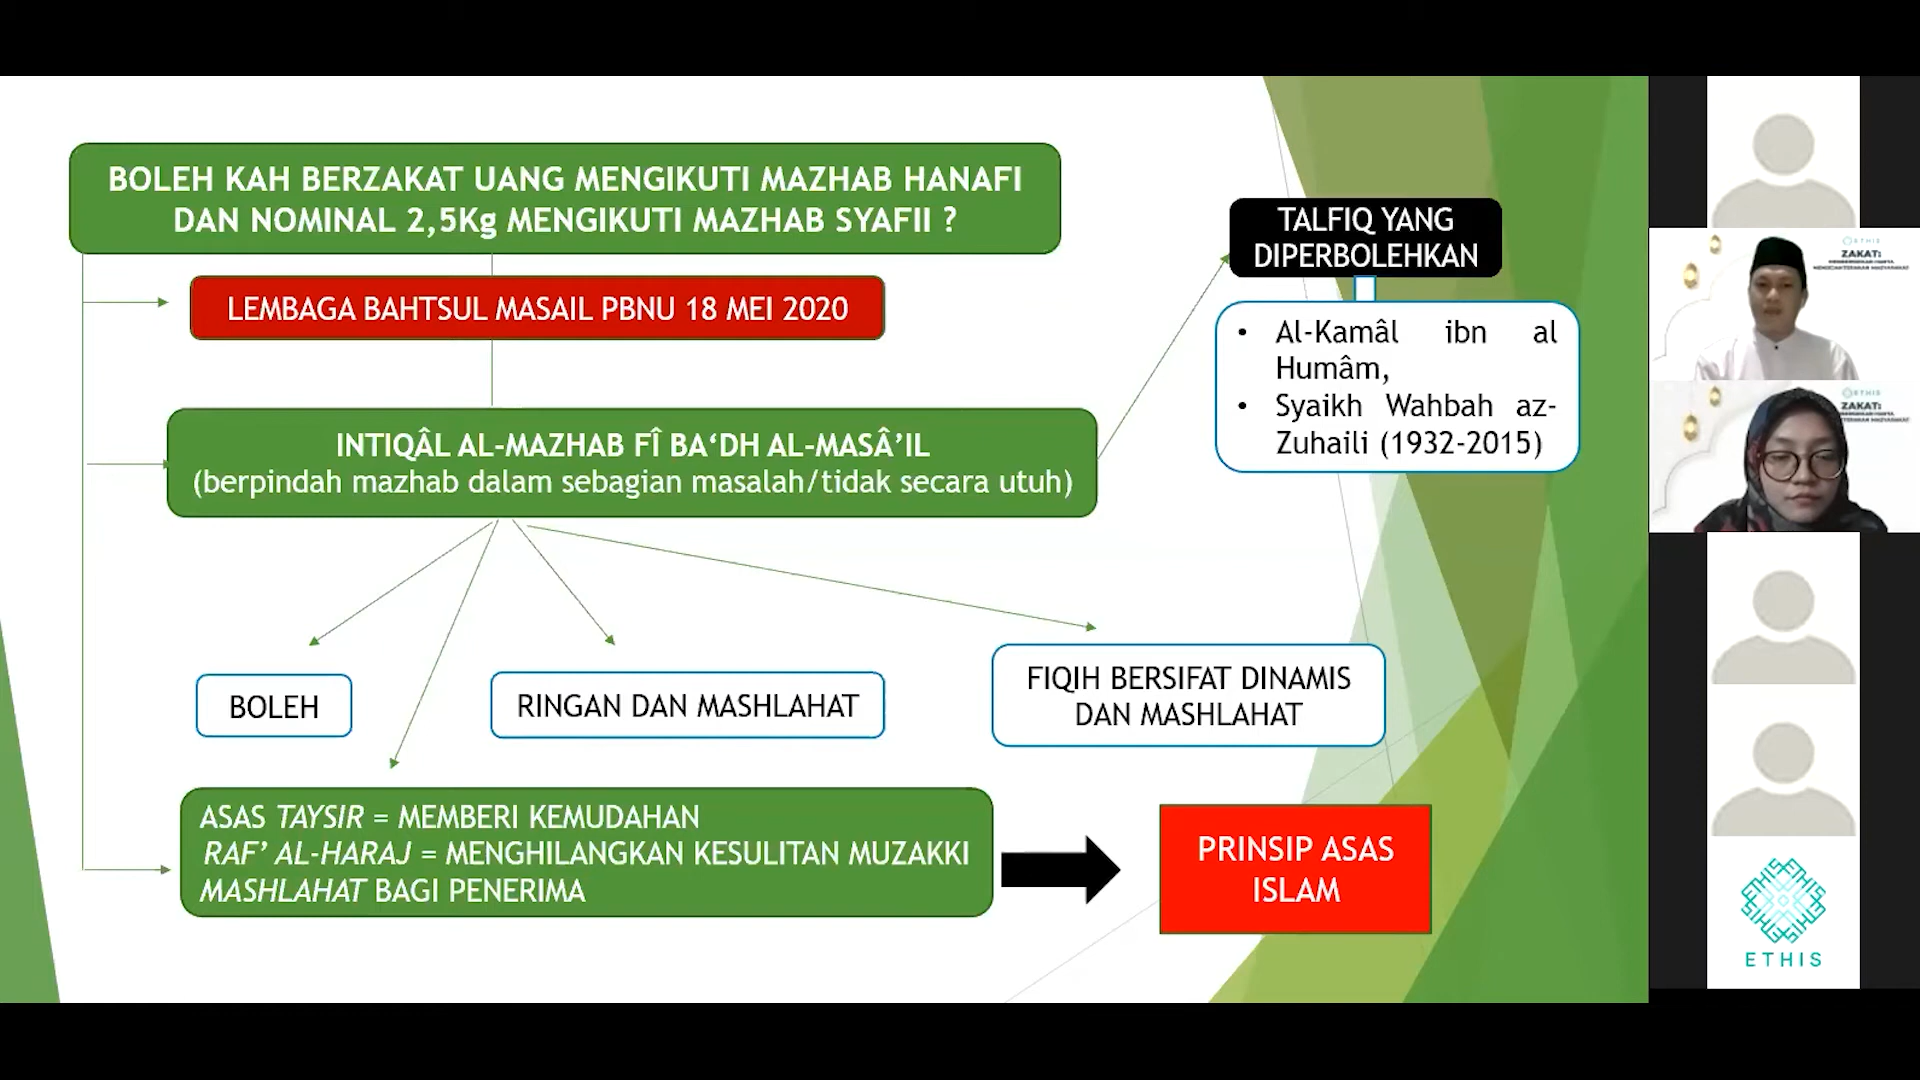 BOLEH KAH BERZAKAT UANG MENGIKUTI MAZHAB HANAFI
DAN NOMINAL 2,5Kg MENGIKUTI MAZHAB SYAFII ?
LEMBAGA BAHTSUL MASAIL PBNU 18 MEI 2020
INTIQÂL AL-MAZHAB FÎ BA‘DH AL-MASÂ’IL
(berpindah mazhab dalam sebagian masalah/tidak secara utuh)
TALFIQ YANG
DIPERBOLEHKAN
• Al-Kamâl ibn al
Humâm,
• Syaikh Wahbah az-
Zuhaili (1932-2015)
BOLEH
RINGAN DAN MASHLAHAT
FIQIH BERSIFAT DINAMIS
DAN MASHLAHAT
ASAS TAYSIR = MEMBERI KEMUDAHAN
RAF’ AL-HARAJ = MENGHILANGKAN KESULITAN MUZAKKI
MASHLAHAT BAGI PENERIMA
PRINSIP ASAS
ISLAM
ETHIS
ZAKAT:
ETHIS
ZAKAT:
ETHIS